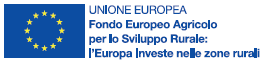 UNIONE EUROPEA
Fondo Europeo Agricolo
per lo Sviluppo Rurale:
l'Europa Investe nelle zone rurali